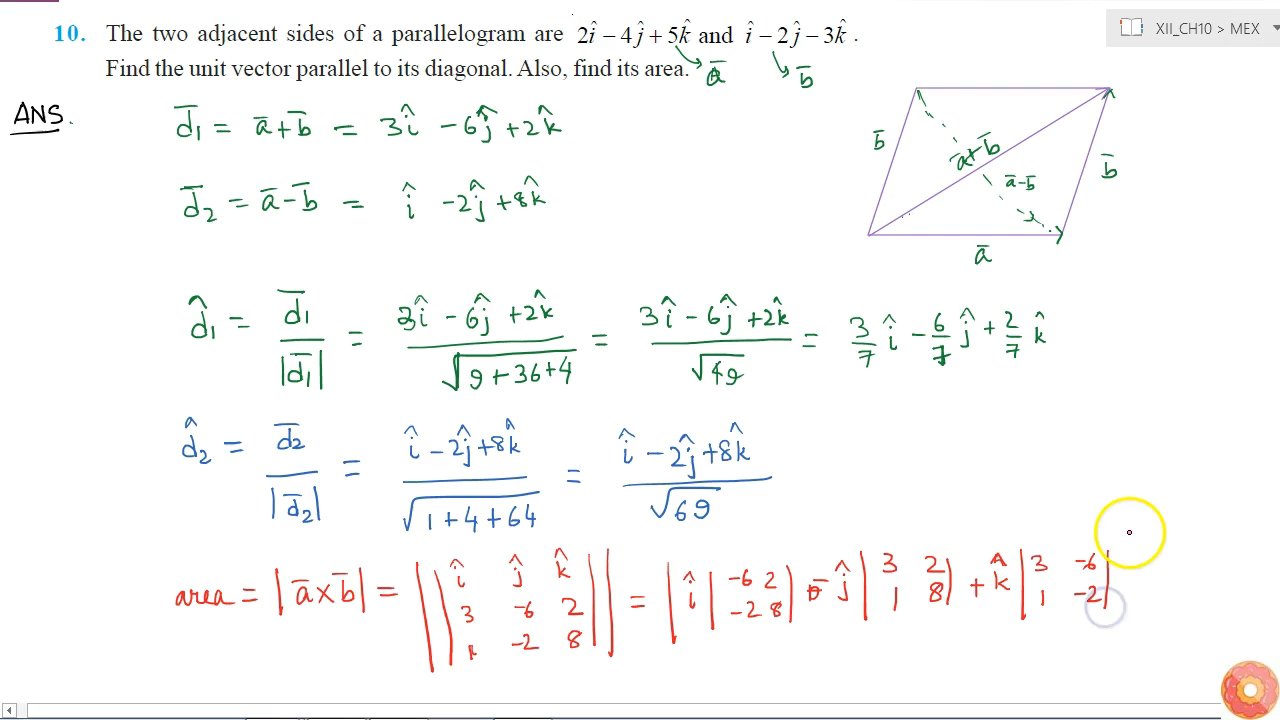 XII_CH10 > MEX
10. The two adjacent sides of a parallelogram are 2î − 4ĵ + 5k̂ and î − 2ĵ − 3k̂ .
Find the unit vector parallel to its diagonal. Also, find its area.
a̅ b̅
ANS.
d̅₁ = a̅+b̅ = 3î − 6ĵ + 2k̂
d̅₂ = a̅−b̅ = î − 2ĵ + 8k̂
b̅ a̅+b̅ a̅−b̅ b̅
a̅
d̂₁ = d̅₁ / |d̅₁| = (3î − 6ĵ + 2k̂) / √(9+36+4) = (3î − 6ĵ + 2k̂) / √49 = 3/7 î − 6/7 ĵ + 2/7 k̂
d̂₂ = d̅₂ / |d̅₂| = (î − 2ĵ + 8k̂) / √(1+4+64) = (î − 2ĵ + 8k̂) / √69
area = |a̅ × b̅| = || î ĵ k̂ ; 3 -6 2 ; 1 -2 8 || = | î | -6 2 ; -2 8 | − ĵ | 3 2 ; 1 8 | + k̂ | 3 -6 ; 1 -2 |